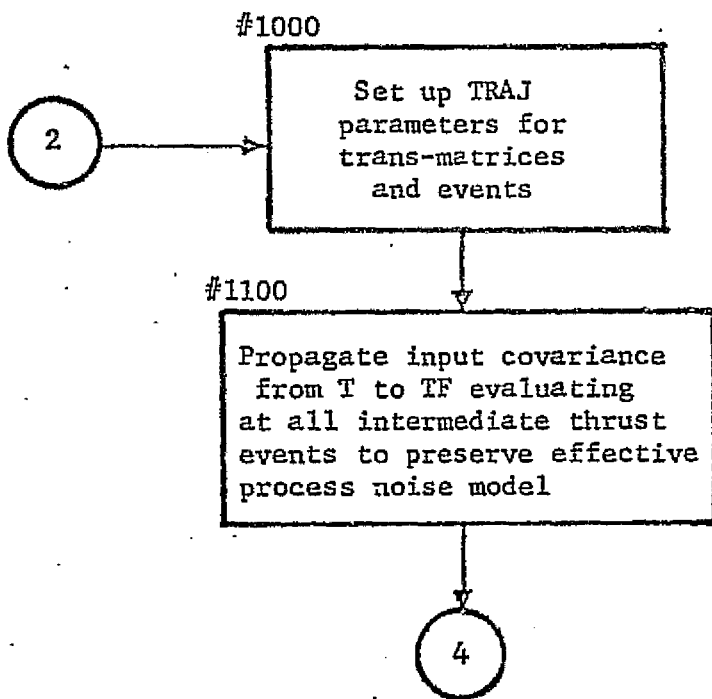 #1000
Set up TRAJ
parameters for
trans-matrices
and events
2
#1100
Propagate input covariance
from T to TF evaluating
at all intermediate thrust
events to preserve effective
process noise model
4